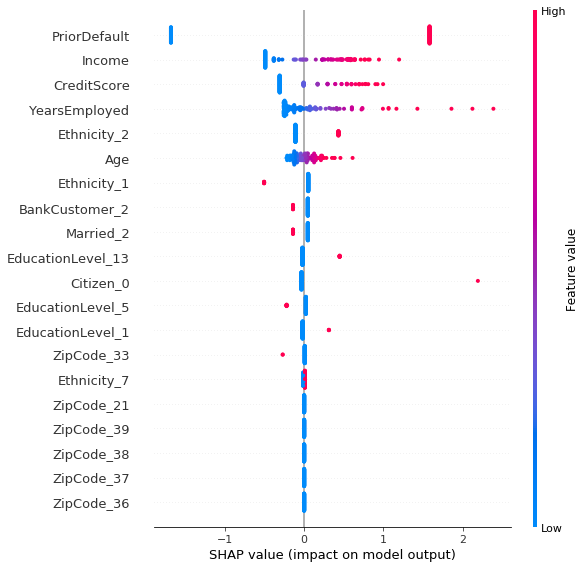 High
PriorDefault
Income
CreditScore
YearsEmployed
Ethnicity_2
Age
Ethnicity_1
BankCustomer_2
Married_2
EducationLevel_13
Citizen_0
EducationLevel_5
EducationLevel_1
ZipCode_33
Ethnicity_7
ZipCode_21
ZipCode_39
ZipCode_38
ZipCode_37
ZipCode_36
Feature value
Low
−1 0 1 2
SHAP value (impact on model output)